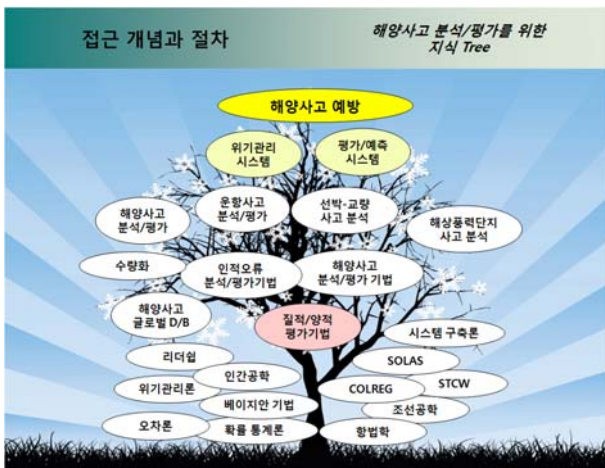 접근 개념과 절차
해양사고 분석/평가를 위한
지식 Tree
해양사고 예방
위기관리
시스템
평가/예측
시스템
운항사고
분석/평가
선박-교량
사고 분석
해양사고
분석/평가
해상풍력단지
사고 분석
수량화
인적오류
분석/평가기법
해양사고
분석/평가 기법
해양사고
글로벌 D/B
질적/양적
평가기법
시스템 구축론
리더쉽
SOLAS
인간공학
위기관리론
COLREG
STCW
베이지안 기법
조선공학
오차론
확률 통계론
항법학